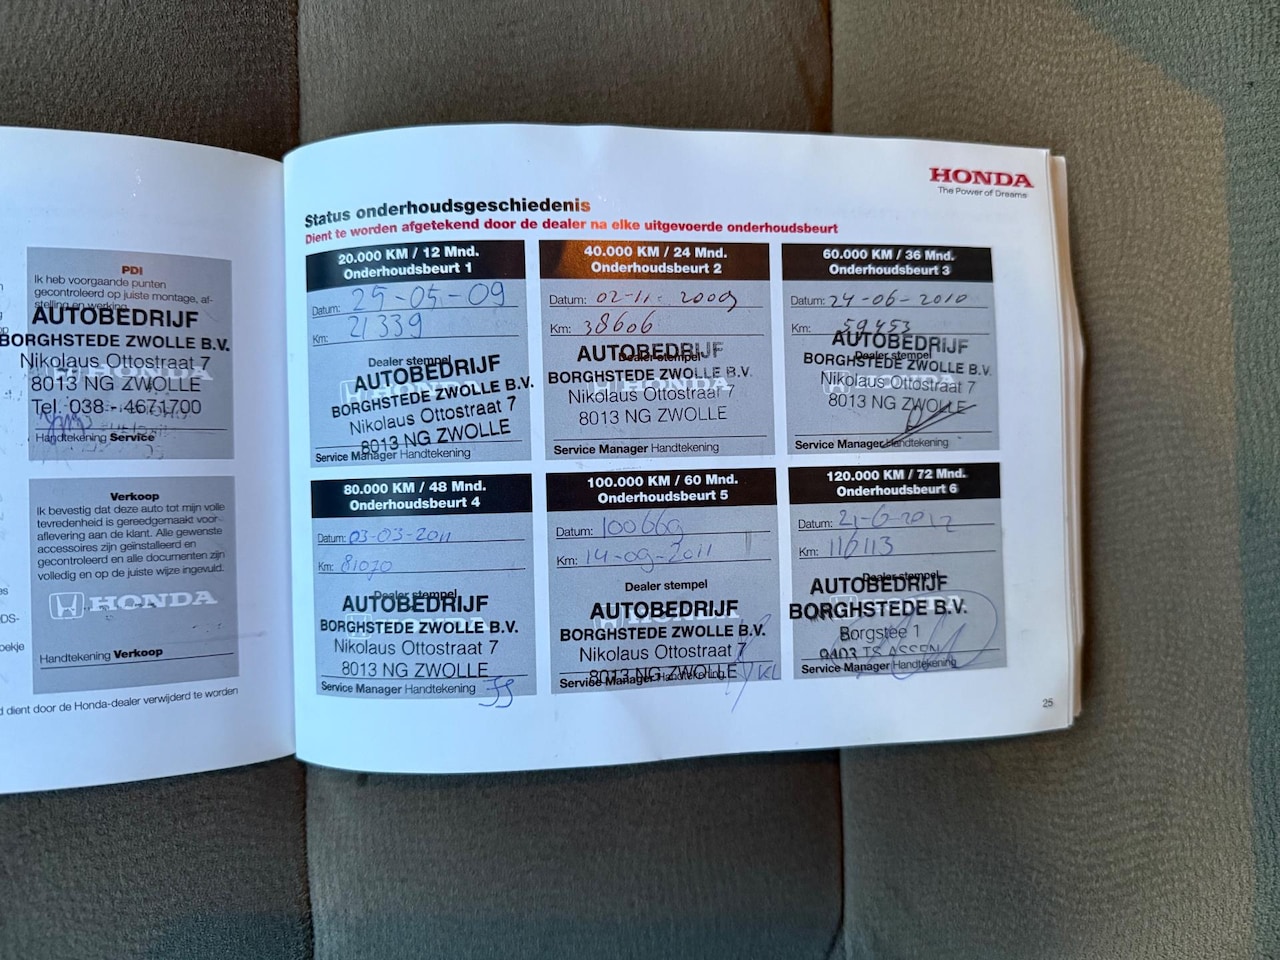 PDI
Ik heb voorgaande punten
gecontroleerd op juiste montage, af-
stelling en werking.
AUTOBEDRIJF
BORGHSTEDE ZWOLLE B.V.
Nikolaus Ottostraat 7
8013 NG ZWOLLE
Tel. 038 - 4671700
Handtekening Service
Verkoop
Ik bevestig dat deze auto tot mijn volle
tevredenheid is gereedgemaakt voor-
aflevering aan de klant. Alle gewenste
accessoires zijn geïnstalleerd en
gecontroleerd en alle documenten zijn
volledig en op de juiste wijze ingevuld.
HONDA
Handtekening Verkoop
d dient door de Honda-dealer verwijderd te worden
HONDA
The Power of Dreams
Status onderhoudsgeschiedenis
Dient te worden afgetekend door de dealer na elke uitgevoerde onderhoudsbeurt
20.000 KM / 12 Mnd.
Onderhoudsbeurt 1
Datum: 25-05-09
Km: 21339
Dealer stempel
AUTOBEDRIJF
BORGHSTEDE ZWOLLE B.V.
Nikolaus Ottostraat 7
8013 NG ZWOLLE
Service Manager Handtekening
40.000 KM / 24 Mnd.
Onderhoudsbeurt 2
Datum: 02-11-2009
Km: 38606
Dealer stempel
AUTOBEDRIJF
BORGHSTEDE ZWOLLE B.V.
HONDA
Nikolaus Ottostraat 7
8013 NG ZWOLLE
Service Manager Handtekening
60.000 KM / 36 Mnd.
Onderhoudsbeurt 3
Datum: 24-06-2010
Km: 59453
Dealer stempel
AUTOBEDRIJF
BORGHSTEDE ZWOLLE B.V.
HONDA
Nikolaus Ottostraat 7
8013 NG ZWOLLE
Service Manager Handtekening
80.000 KM / 48 Mnd.
Onderhoudsbeurt 4
Datum: 03-03-2011
Km: 81070
Dealer stempel
AUTOBEDRIJF
BORGHSTEDE ZWOLLE B.V.
Nikolaus Ottostraat 7
8013 NG ZWOLLE
Service Manager Handtekening
100.000 KM / 60 Mnd.
Onderhoudsbeurt 5
Datum: 100669
Km: 14-09-2011
Dealer stempel
AUTOBEDRIJF
BORGHSTEDE ZWOLLE B.V.
Nikolaus Ottostraat 7
8013 NG ZWOLLE
Service Manager Handtekening
120.000 KM / 72 Mnd.
Onderhoudsbeurt 6
Datum: 21-6-2012
Km: 116113
Dealer stempel
AUTOBEDRIJF
BORGHSTEDE B.V.
Borgstee 1
9403 TS ASSEN
Service Manager Handtekening
25